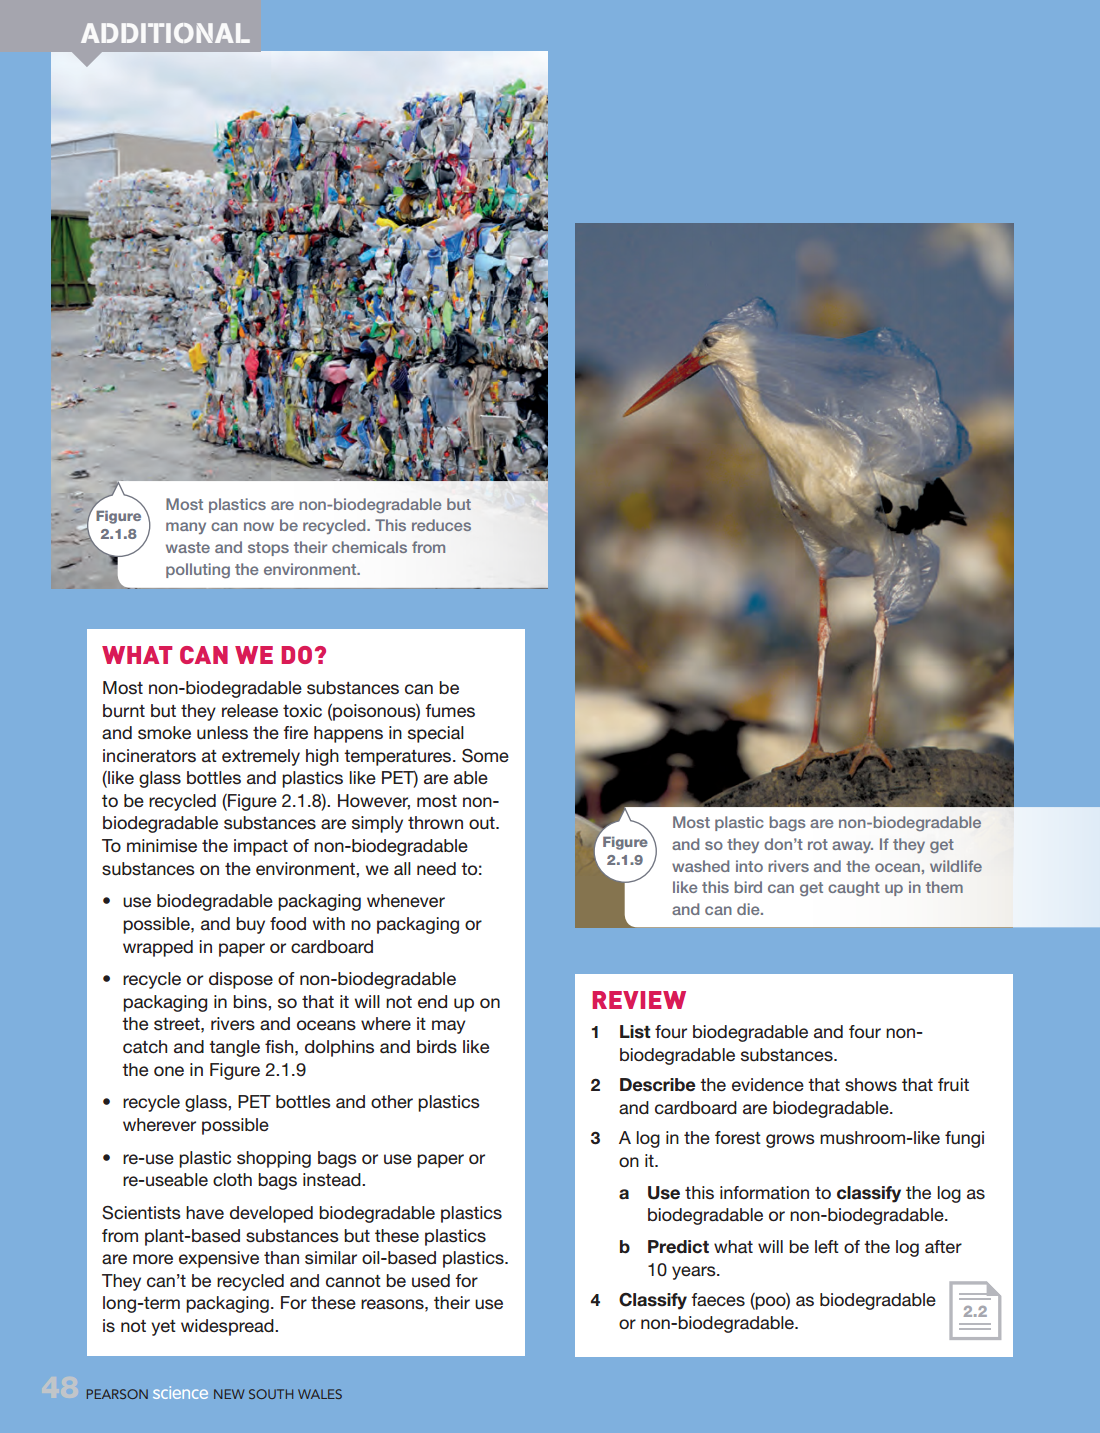 ADDITIONAL
Figure
2.1.8
Most plastics are non-biodegradable but
many can now be recycled. This reduces
waste and stops their chemicals from
polluting the environment.
WHAT CAN WE DO?
Most non-biodegradable substances can be
burnt but they release toxic (poisonous) fumes
and smoke unless the fire happens in special
incinerators at extremely high temperatures. Some
(like glass bottles and plastics like PET) are able
to be recycled (Figure 2.1.8). However, most non-
biodegradable substances are simply thrown out.
To minimise the impact of non-biodegradable
substances on the environment, we all need to:
• use biodegradable packaging whenever
possible, and buy food with no packaging or
wrapped in paper or cardboard
• recycle or dispose of non-biodegradable
packaging in bins, so that it will not end up on
the street, rivers and oceans where it may
catch and tangle fish, dolphins and birds like
the one in Figure 2.1.9
• recycle glass, PET bottles and other plastics
wherever possible
• re-use plastic shopping bags or use paper or
re-useable cloth bags instead.
Scientists have developed biodegradable plastics
from plant-based substances but these plastics
are more expensive than similar oil-based plastics.
They can't be recycled and cannot be used for
long-term packaging. For these reasons, their use
is not yet widespread.
Figure
2.1.9
Most plastic bags are non-biodegradable
and so they don't rot away. If they get
washed into rivers and the ocean, wildlife
like this bird can get caught up in them
and can die.
REVIEW
1 List four biodegradable and four non-
biodegradable substances.
2 Describe the evidence that shows that fruit
and cardboard are biodegradable.
3 A log in the forest grows mushroom-like fungi
on it.
a Use this information to classify the log as
biodegradable or non-biodegradable.
b Predict what will be left of the log after
10 years.
4 Classify faeces (poo) as biodegradable
or non-biodegradable.
2.2
48 PEARSON science NEW SOUTH WALES